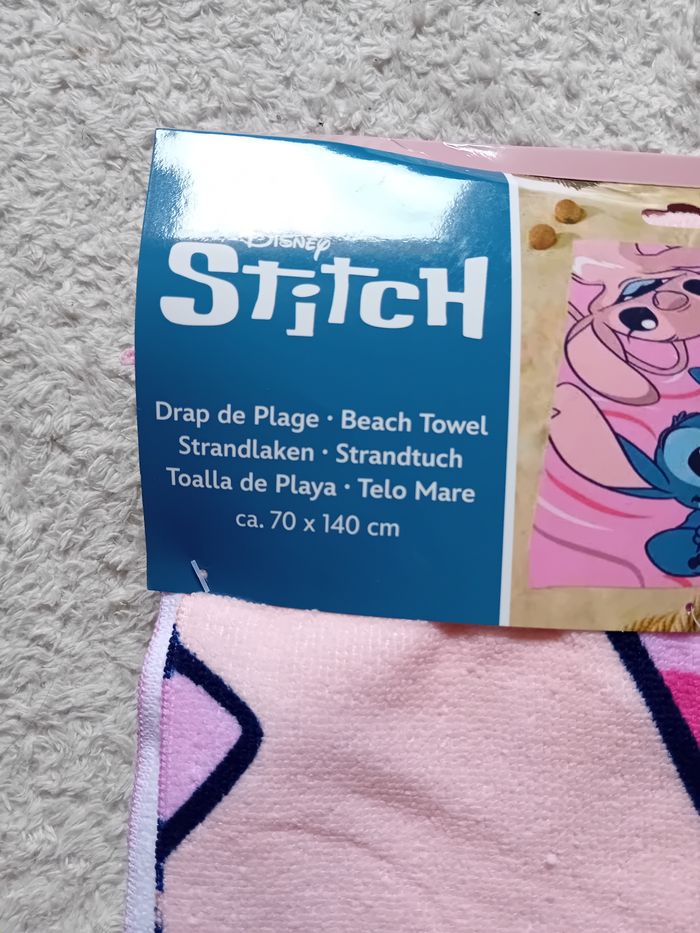 Disney
Stitch
Drap de Plage · Beach Towel
Strandlaken · Strandtuch
Toalla de Playa · Telo Mare
ca. 70 x 140 cm